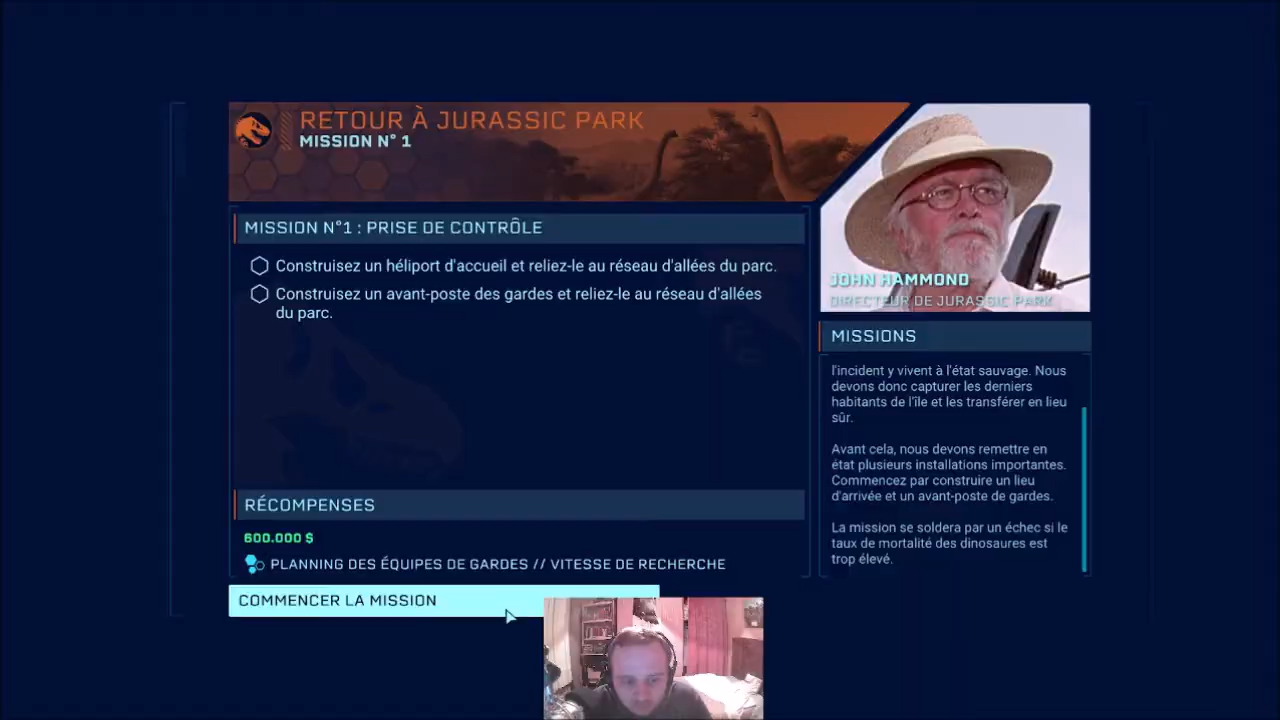 RETOUR À JURASSIC PARK
MISSION N° 1
MISSION N°1 : PRISE DE CONTRÔLE
Construisez un héliport d'accueil et reliez-le au réseau d'allées du parc.
Construisez un avant-poste des gardes et reliez-le au réseau d'allées
du parc.
RÉCOMPENSES
600.000 $
PLANNING DES ÉQUIPES DE GARDES // VITESSE DE RECHERCHE
COMMENCER LA MISSION
JOHN HAMMOND
DIRECTEUR DE JURASSIC PARK
MISSIONS
l'incident y vivent à l'état sauvage. Nous
devons donc capturer les derniers
habitants de l'île et les transférer en lieu
sûr.
Avant cela, nous devons remettre en
état plusieurs installations importantes.
Commencez par construire un lieu
d'arrivée et un avant-poste de gardes.
La mission se soldera par un échec si le
taux de mortalité des dinosaures est
trop élevé.